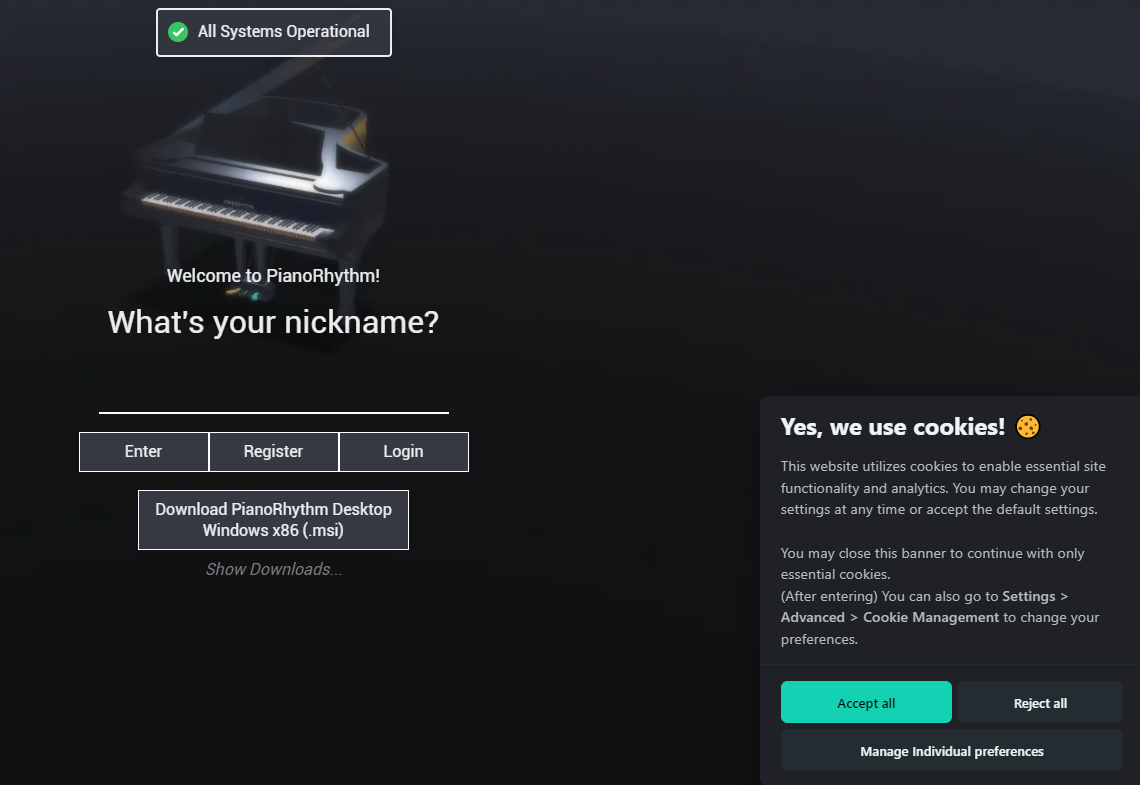 All Systems Operational
Welcome to PianoRhythm!
What's your nickname?
Enter
Register
Login
Download PianoRhythm Desktop
Windows x86 (.msi)
Show Downloads...
Yes, we use cookies!
This website utilizes cookies to enable essential site
functionality and analytics. You may change your
settings at any time or accept the default settings.
You may close this banner to continue with only
essential cookies.
(After entering) You can also go to Settings >
Advanced > Cookie Management to change your
preferences.
Accept all
Reject all
Manage Individual preferences